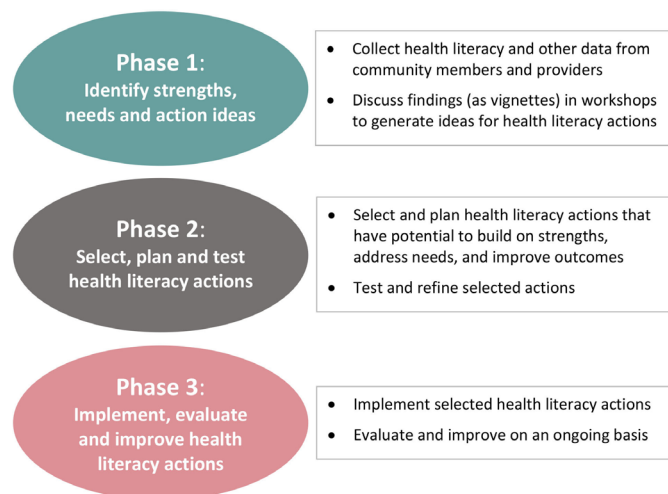 Phase 1:
Identify strengths,
needs and action ideas
• Collect health literacy and other data from
community members and providers
• Discuss findings (as vignettes) in workshops
to generate ideas for health literacy actions
Phase 2:
Select, plan and test
health literacy actions
• Select and plan health literacy actions that
have potential to build on strengths,
address needs, and improve outcomes
• Test and refine selected actions
Phase 3:
Implement, evaluate
and improve health
literacy actions
• Implement selected health literacy actions
• Evaluate and improve on an ongoing basis